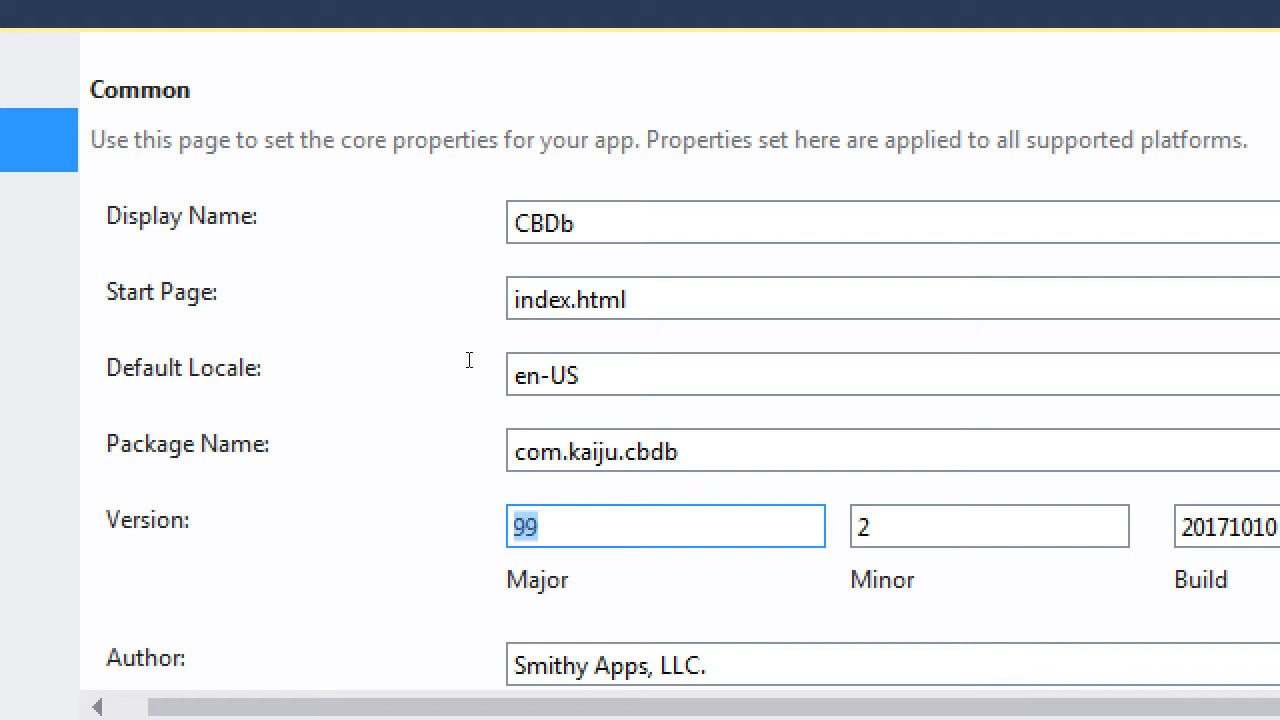 Common
Use this page to set the core properties for your app. Properties set here are applied to all supported platforms.
Display Name: CBDb
Start Page: index.html
Default Locale: en-US
Package Name: com.kaiju.cbdb
Version: 99 2 20171010
Major Minor Build
Author: Smithy Apps, LLC.